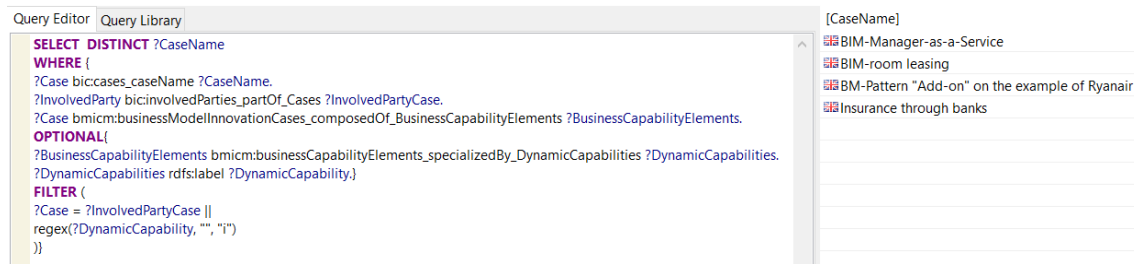 Query Editor Query Library
SELECT DISTINCT ?CaseName
WHERE {
?Case bic:cases_caseName ?CaseName.
?InvolvedParty bic:involvedParties_partOf_Cases ?InvolvedPartyCase.
?Case bmicm:businessModelInnovationCases_composedOf_BusinessCapabilityElements ?BusinessCapabilityElements.
OPTIONAL{
?BusinessCapabilityElements bmicm:businessCapabilityElements_specializedBy_DynamicCapabilities ?DynamicCapabilities.
?DynamicCapabilities rdfs:label ?DynamicCapability.}
FILTER (
?Case = ?InvolvedPartyCase ||
regex(?DynamicCapability, "", "i")
)}
[CaseName]
BIM-Manager-as-a-Service
BIM-room leasing
BM-Pattern "Add-on" on the example of Ryanair
Insurance through banks